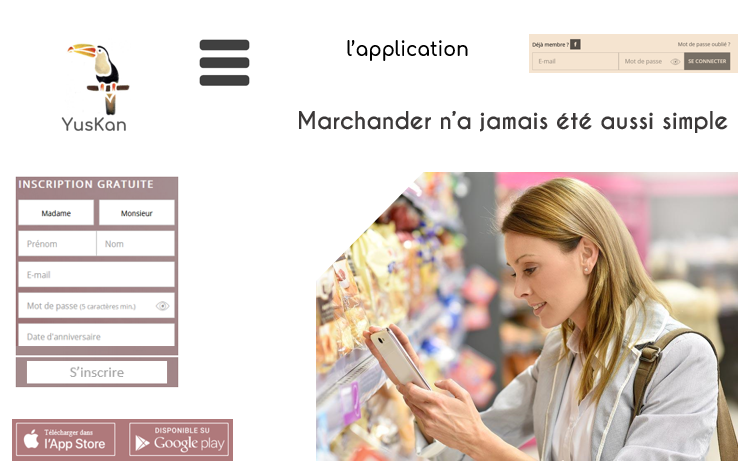 l'application
Déjà membre ? f
Mot de passe oublié ?
E-mail
Mot de passe
SE CONNECTER
YusKan
Marchander n'a jamais été aussi simple
INSCRIPTION GRATUITE
Madame
Monsieur
Prénom
Nom
E-mail
Mot de passe (5 caractères min.)
Date d'anniversaire
S'inscrire
Télécharger dans
l'App Store
DISPONIBLE SU
Google play